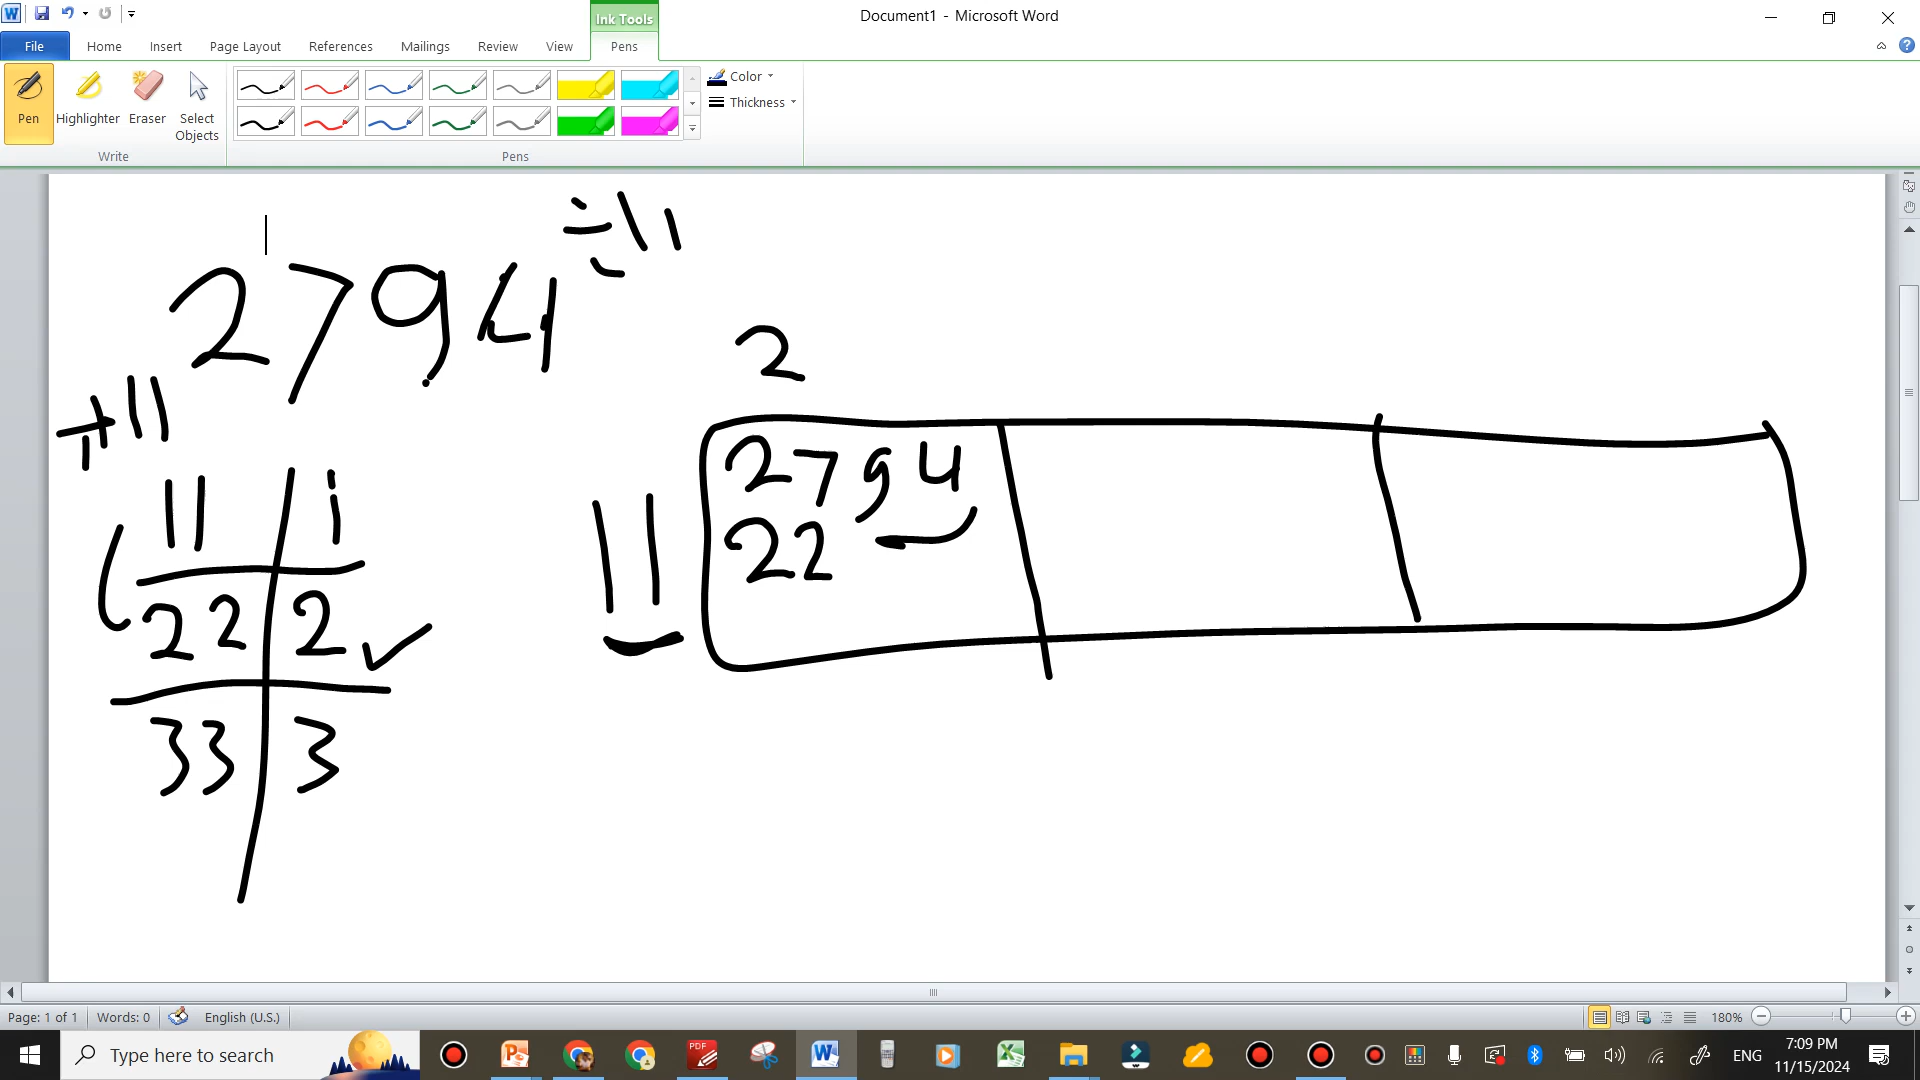 Document1 - Microsoft Word
Ink Tools
File Home Insert Page Layout References Mailings Review View Pens
Pen Highlighter Eraser Select Objects
Color
Thickness
Write Pens
÷11
2794
2
÷11
2794
11 1
22
11
22 2
33 3
Page: 1 of 1 Words: 0 English (U.S.) 180%
Type here to search
ENG
7:09 PM
11/15/2024